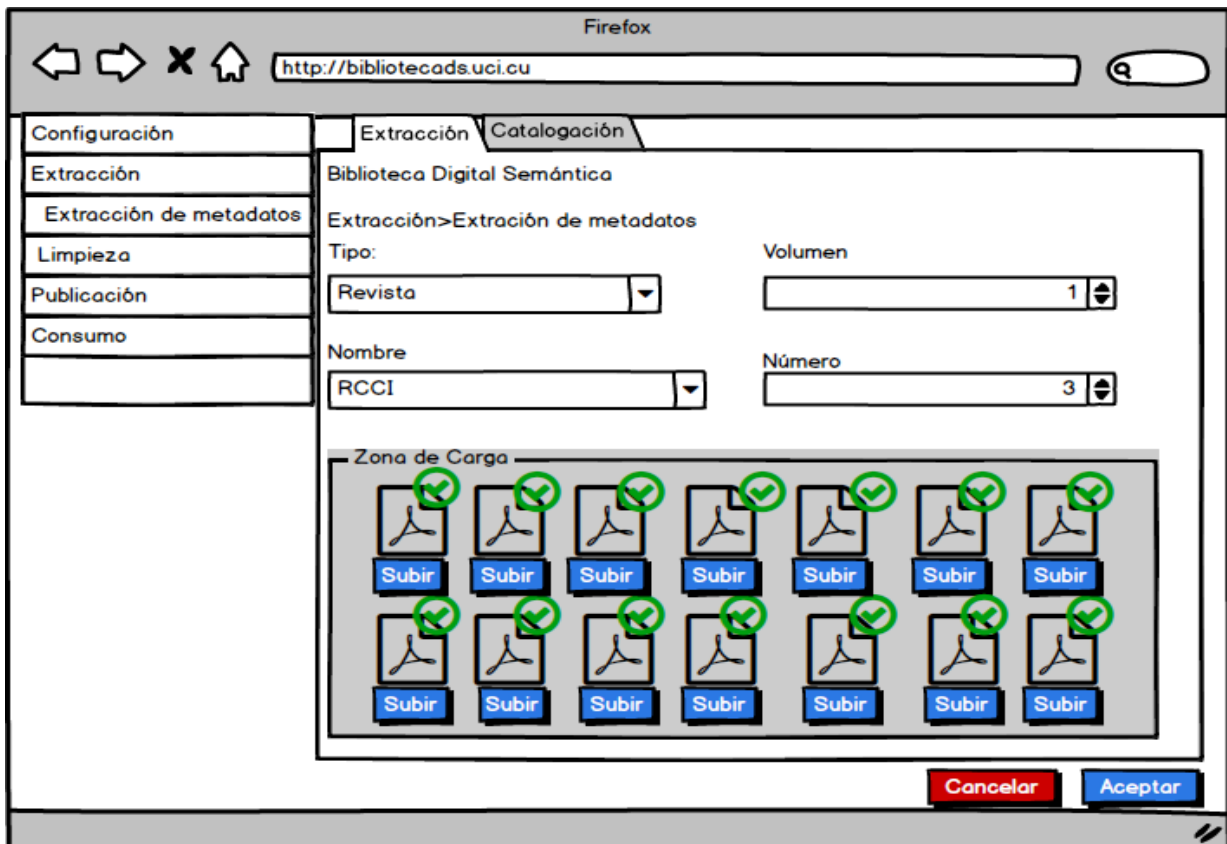 Firefox
http://bibliotecads.uci.cu
Configuración
Extracción
Extracción de metadatos
Limpieza
Publicación
Consumo
Extracción Catalogación
Biblioteca Digital Semántica
Extracción>Extración de metadatos
Tipo: Volumen
Revista 1
Nombre Número
RCCI 3
Zona de Carga
Subir Subir Subir Subir Subir Subir Subir
Subir Subir Subir Subir Subir Subir Subir
Cancelar Aceptar